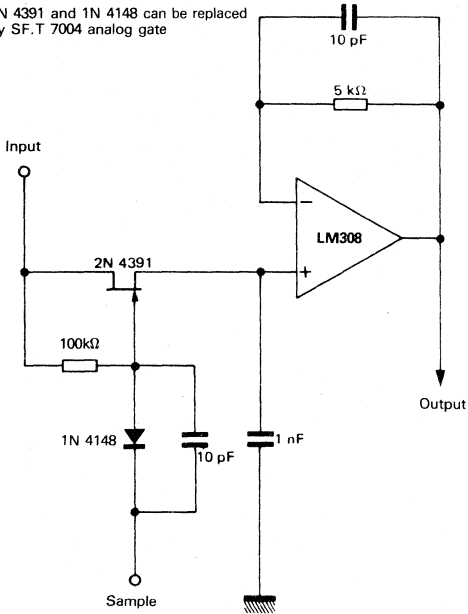 N 4391 and 1N 4148 can be replaced
y SF.T 7004 analog gate
10 pF
5 kΩ
Input
−
LM308
2N 4391
+
100kΩ
Output
1N 4148
10 pF
1 nF
Sample